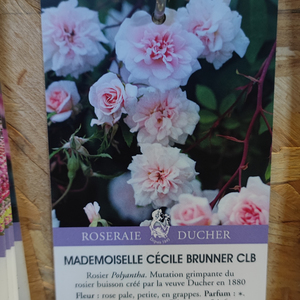 ROSERAIE DUCHER
MADEMOISELLE CÉCILE BRUNNER CLB
Rosier Polyantha. Mutation grimpante du
rosier buisson créé par la veuve Ducher en 1880
Fleur : rose pale, petite, en grappes. Parfum : *.